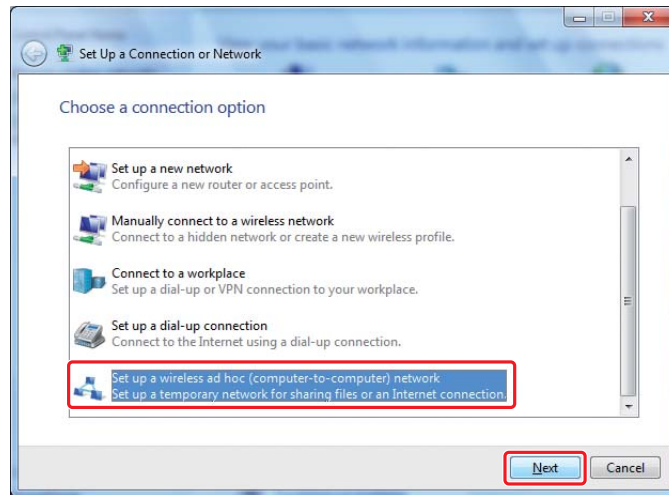 Set Up a Connection or Network
Choose a connection option
Set up a new network
Configure a new router or access point.
Manually connect to a wireless network
Connect to a hidden network or create a new wireless profile.
Connect to a workplace
Set up a dial-up or VPN connection to your workplace.
Set up a dial-up connection
Connect to the Internet using a dial-up connection.
Set up a wireless ad hoc (computer-to-computer) network
Set up a temporary network for sharing files or an Internet connection.
Next
Cancel